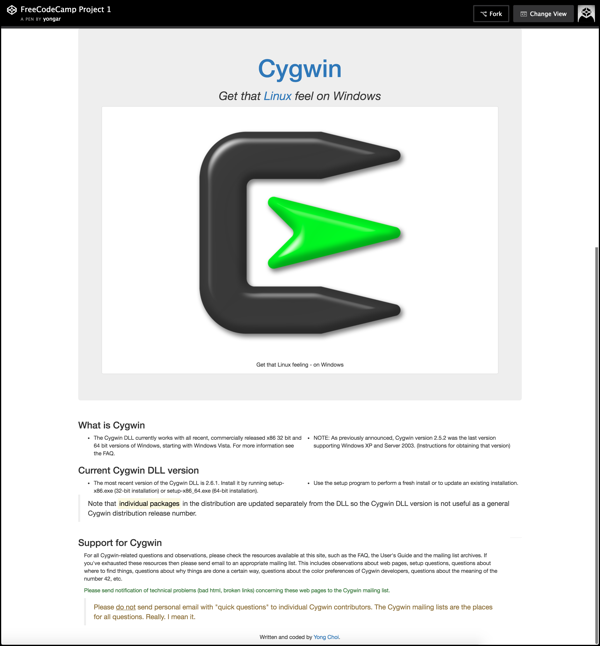 FreeCodeCamp Project 1
A PEN BY yongar
Fork
Change View
Cygwin
Get that Linux feel on Windows
Get that Linux feeling - on Windows
What is Cygwin
• The Cygwin DLL currently works with all recent, commercially released x86 32 bit and
64 bit versions of Windows, starting with Windows Vista. For more information see
the FAQ.
• NOTE: As previously announced, Cygwin version 2.5.2 was the last version
supporting Windows XP and Server 2003. (Instructions for obtaining that version)
Current Cygwin DLL version
• The most recent version of the Cygwin DLL is 2.6.1. Install it by running setup-
x86.exe (32-bit installation) or setup-x86_64.exe (64-bit installation).
• Use the setup program to perform a fresh install or to update an existing installation.
Note that individual packages in the distribution are updated separately from the DLL so the Cygwin DLL version is not useful as a general
Cygwin distribution release number.
Support for Cygwin
For all Cygwin-related questions and observations, please check the resources available at this site, such as the FAQ, the User's Guide and the mailing list archives. If
you've exhausted these resources then please send email to an appropriate mailing list. This includes observations about web pages, setup questions, questions about
where to find things, questions about why things are done a certain way, questions about the color preferences of Cygwin developers, questions about the meaning of the
number 42, etc.
Please send notification of technical problems (bad html, broken links) concerning these web pages to the Cygwin mailing list.
Please do not send personal email with "quick questions" to individual Cygwin contributors. The Cygwin mailing lists are the places
for all questions. Really. I mean it.
Written and coded by Yong Choi.